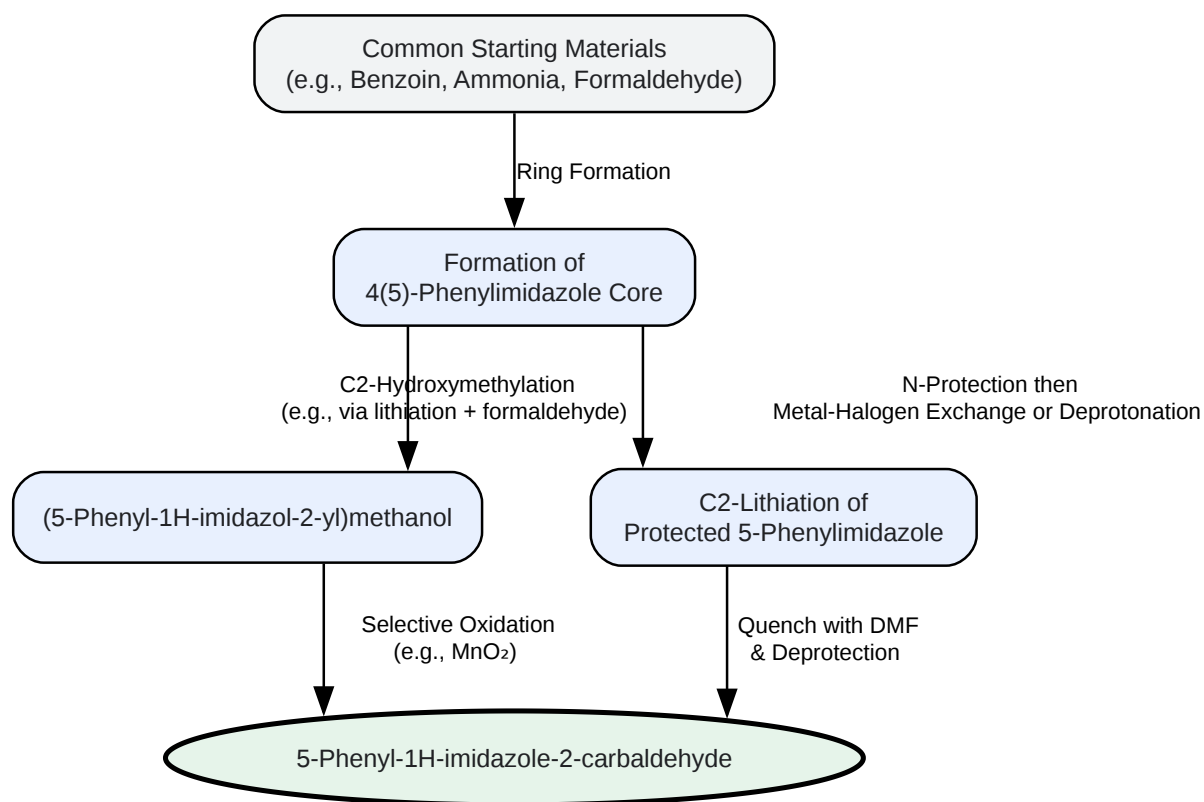 Common Starting Materials
(e.g., Benzoin, Ammonia, Formaldehyde)
Ring Formation
Formation of
4(5)-Phenylimidazole Core
C2-Hydroxymethylation
(e.g., via lithiation + formaldehyde)
N-Protection then
Metal-Halogen Exchange or Deprotonation
(5-Phenyl-1H-imidazol-2-yl)methanol
C2-Lithiation of
Protected 5-Phenylimidazole
Selective Oxidation
(e.g., MnO₂)
Quench with DMF
& Deprotection
5-Phenyl-1H-imidazole-2-carbaldehyde